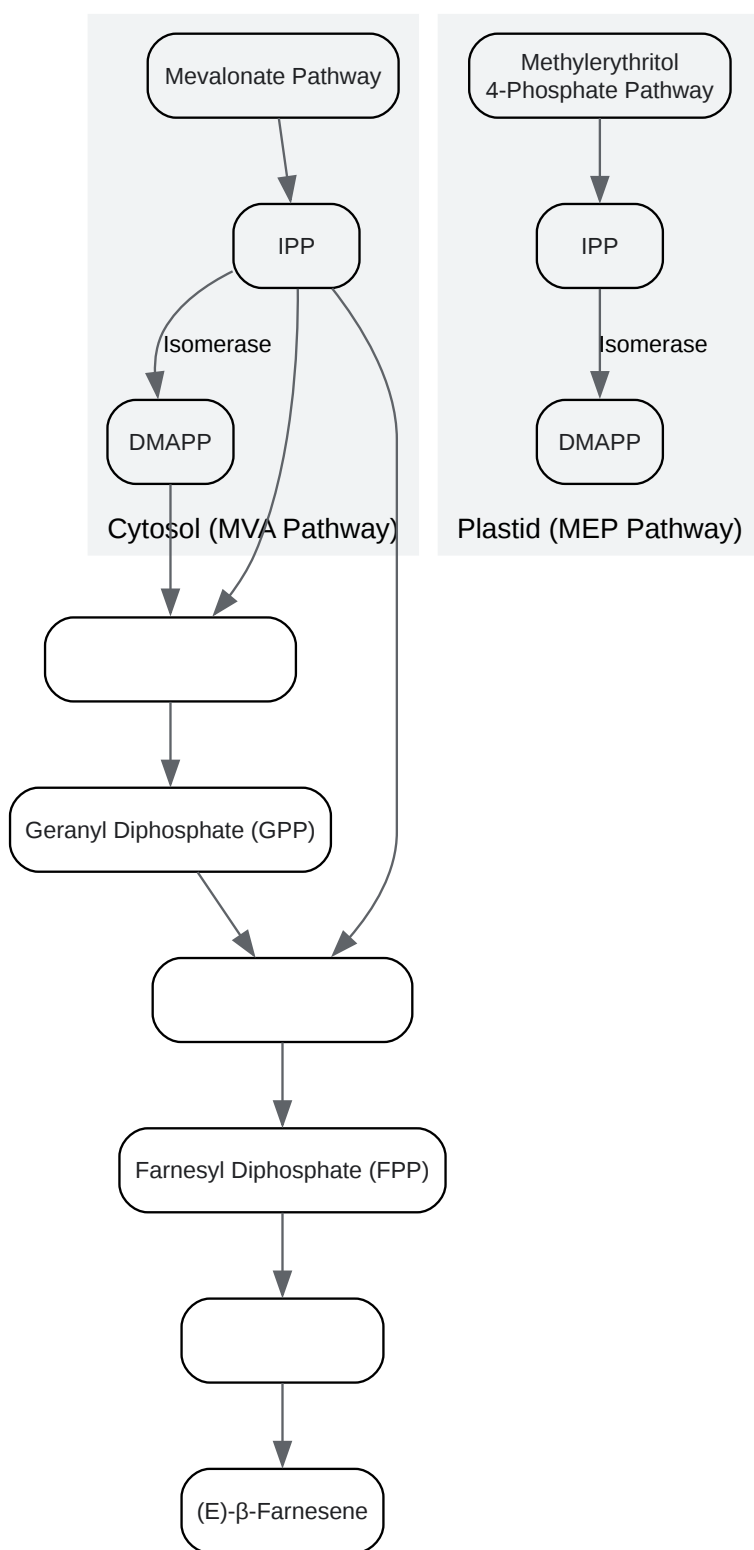 Mevalonate Pathway
Methylerythritol
4-Phosphate Pathway
IPP
IPP
Isomerase
Isomerase
DMAPP
DMAPP
Cytosol (MVA Pathway)
Plastid (MEP Pathway)
Geranyl Diphosphate (GPP)
Farnesyl Diphosphate (FPP)
(E)-β-Farnesene